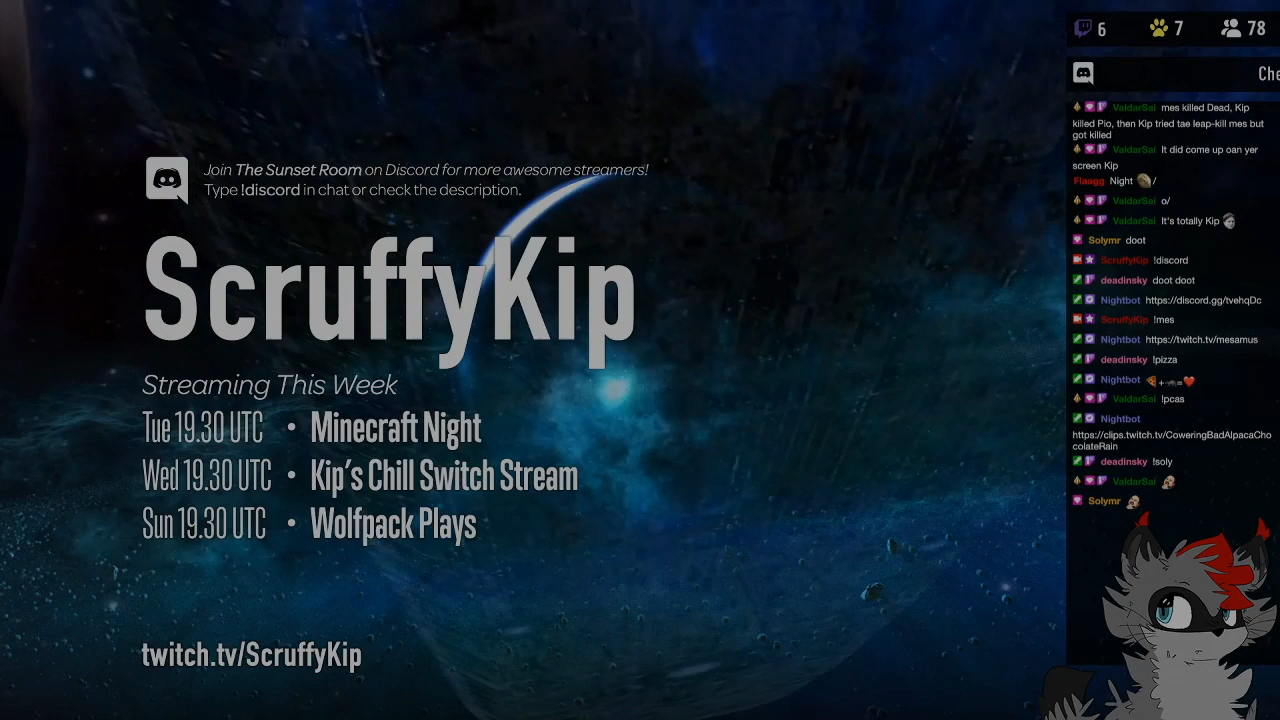 6 7 78
Che
Join The Sunset Room on Discord for more awesome streamers!
Type !discord in chat or check the description.
ScruffyKip
Streaming This Week
Tue 19.30 UTC • Minecraft Night
Wed 19.30 UTC • Kip's Chill Switch Stream
Sun 19.30 UTC • Wolfpack Plays
twitch.tv/ScruffyKip
ValdarSai mes killed Dead, Kip
killed Pio, then Kip tried tae leap-kill mes but
got killed
ValdarSai It did come up oan yer
screen Kip
Flaagg Night /
ValdarSai o/
ValdarSai It's totally Kip
Solymr doot
ScruffyKip !discord
deadinsky doot doot
Nightbot https://discord.gg/tvehqDc
ScruffyKip !mes
Nightbot https://twitch.tv/mesamus
deadinsky !pizza
Nightbot + =
ValdarSai !pcas
Nightbot
https://clips.twitch.tv/CoweringBadAlpacaCho
colateRain
deadinsky !soly
ValdarSai
Solymr